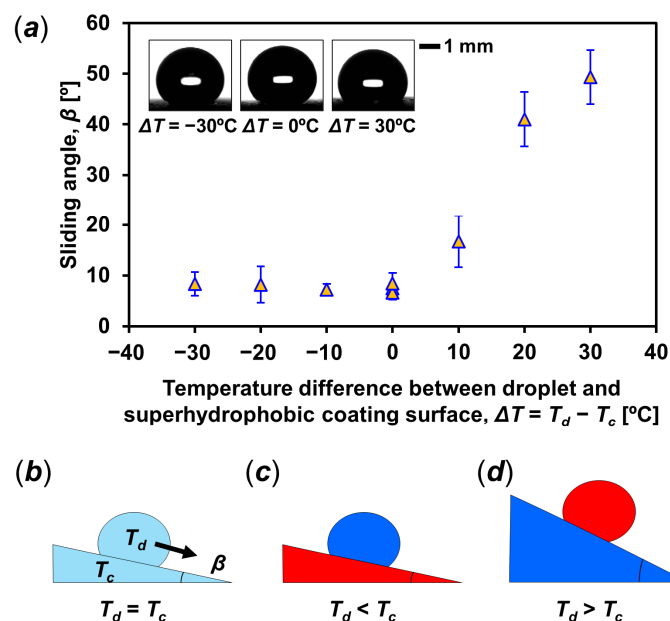 (a)
60
50
40
30
20
10
0
Sliding angle, β [º]
1 mm
ΔT = −30ºC ΔT = 0ºC ΔT = 30ºC
−40 −30 −20 −10 0 10 20 30 40
Temperature difference between droplet and
superhydrophobic coating surface, ΔT = Td − Tc [ºC]
(b) (c) (d)
Td
β
Tc
Td = Tc Td < Tc Td > Tc